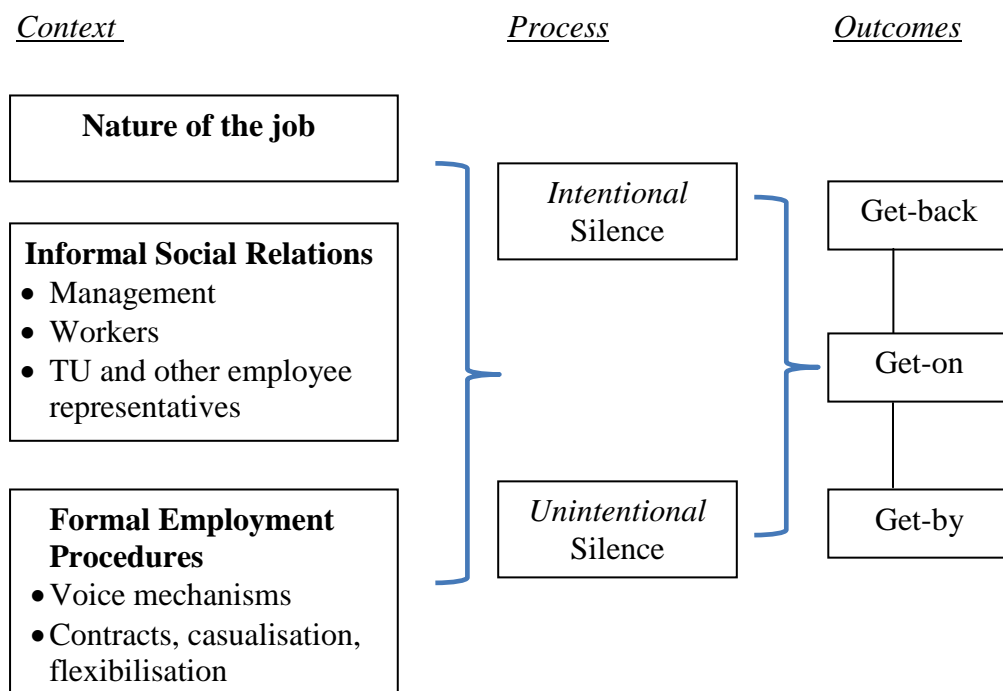 Context
Process
Outcomes
Nature of the job
Informal Social Relations
• Management
• Workers
• TU and other employee
representatives
Formal Employment
Procedures
• Voice mechanisms
• Contracts, casualisation,
flexibilisation
Intentional
Silence
Unintentional
Silence
Get-back
Get-on
Get-by